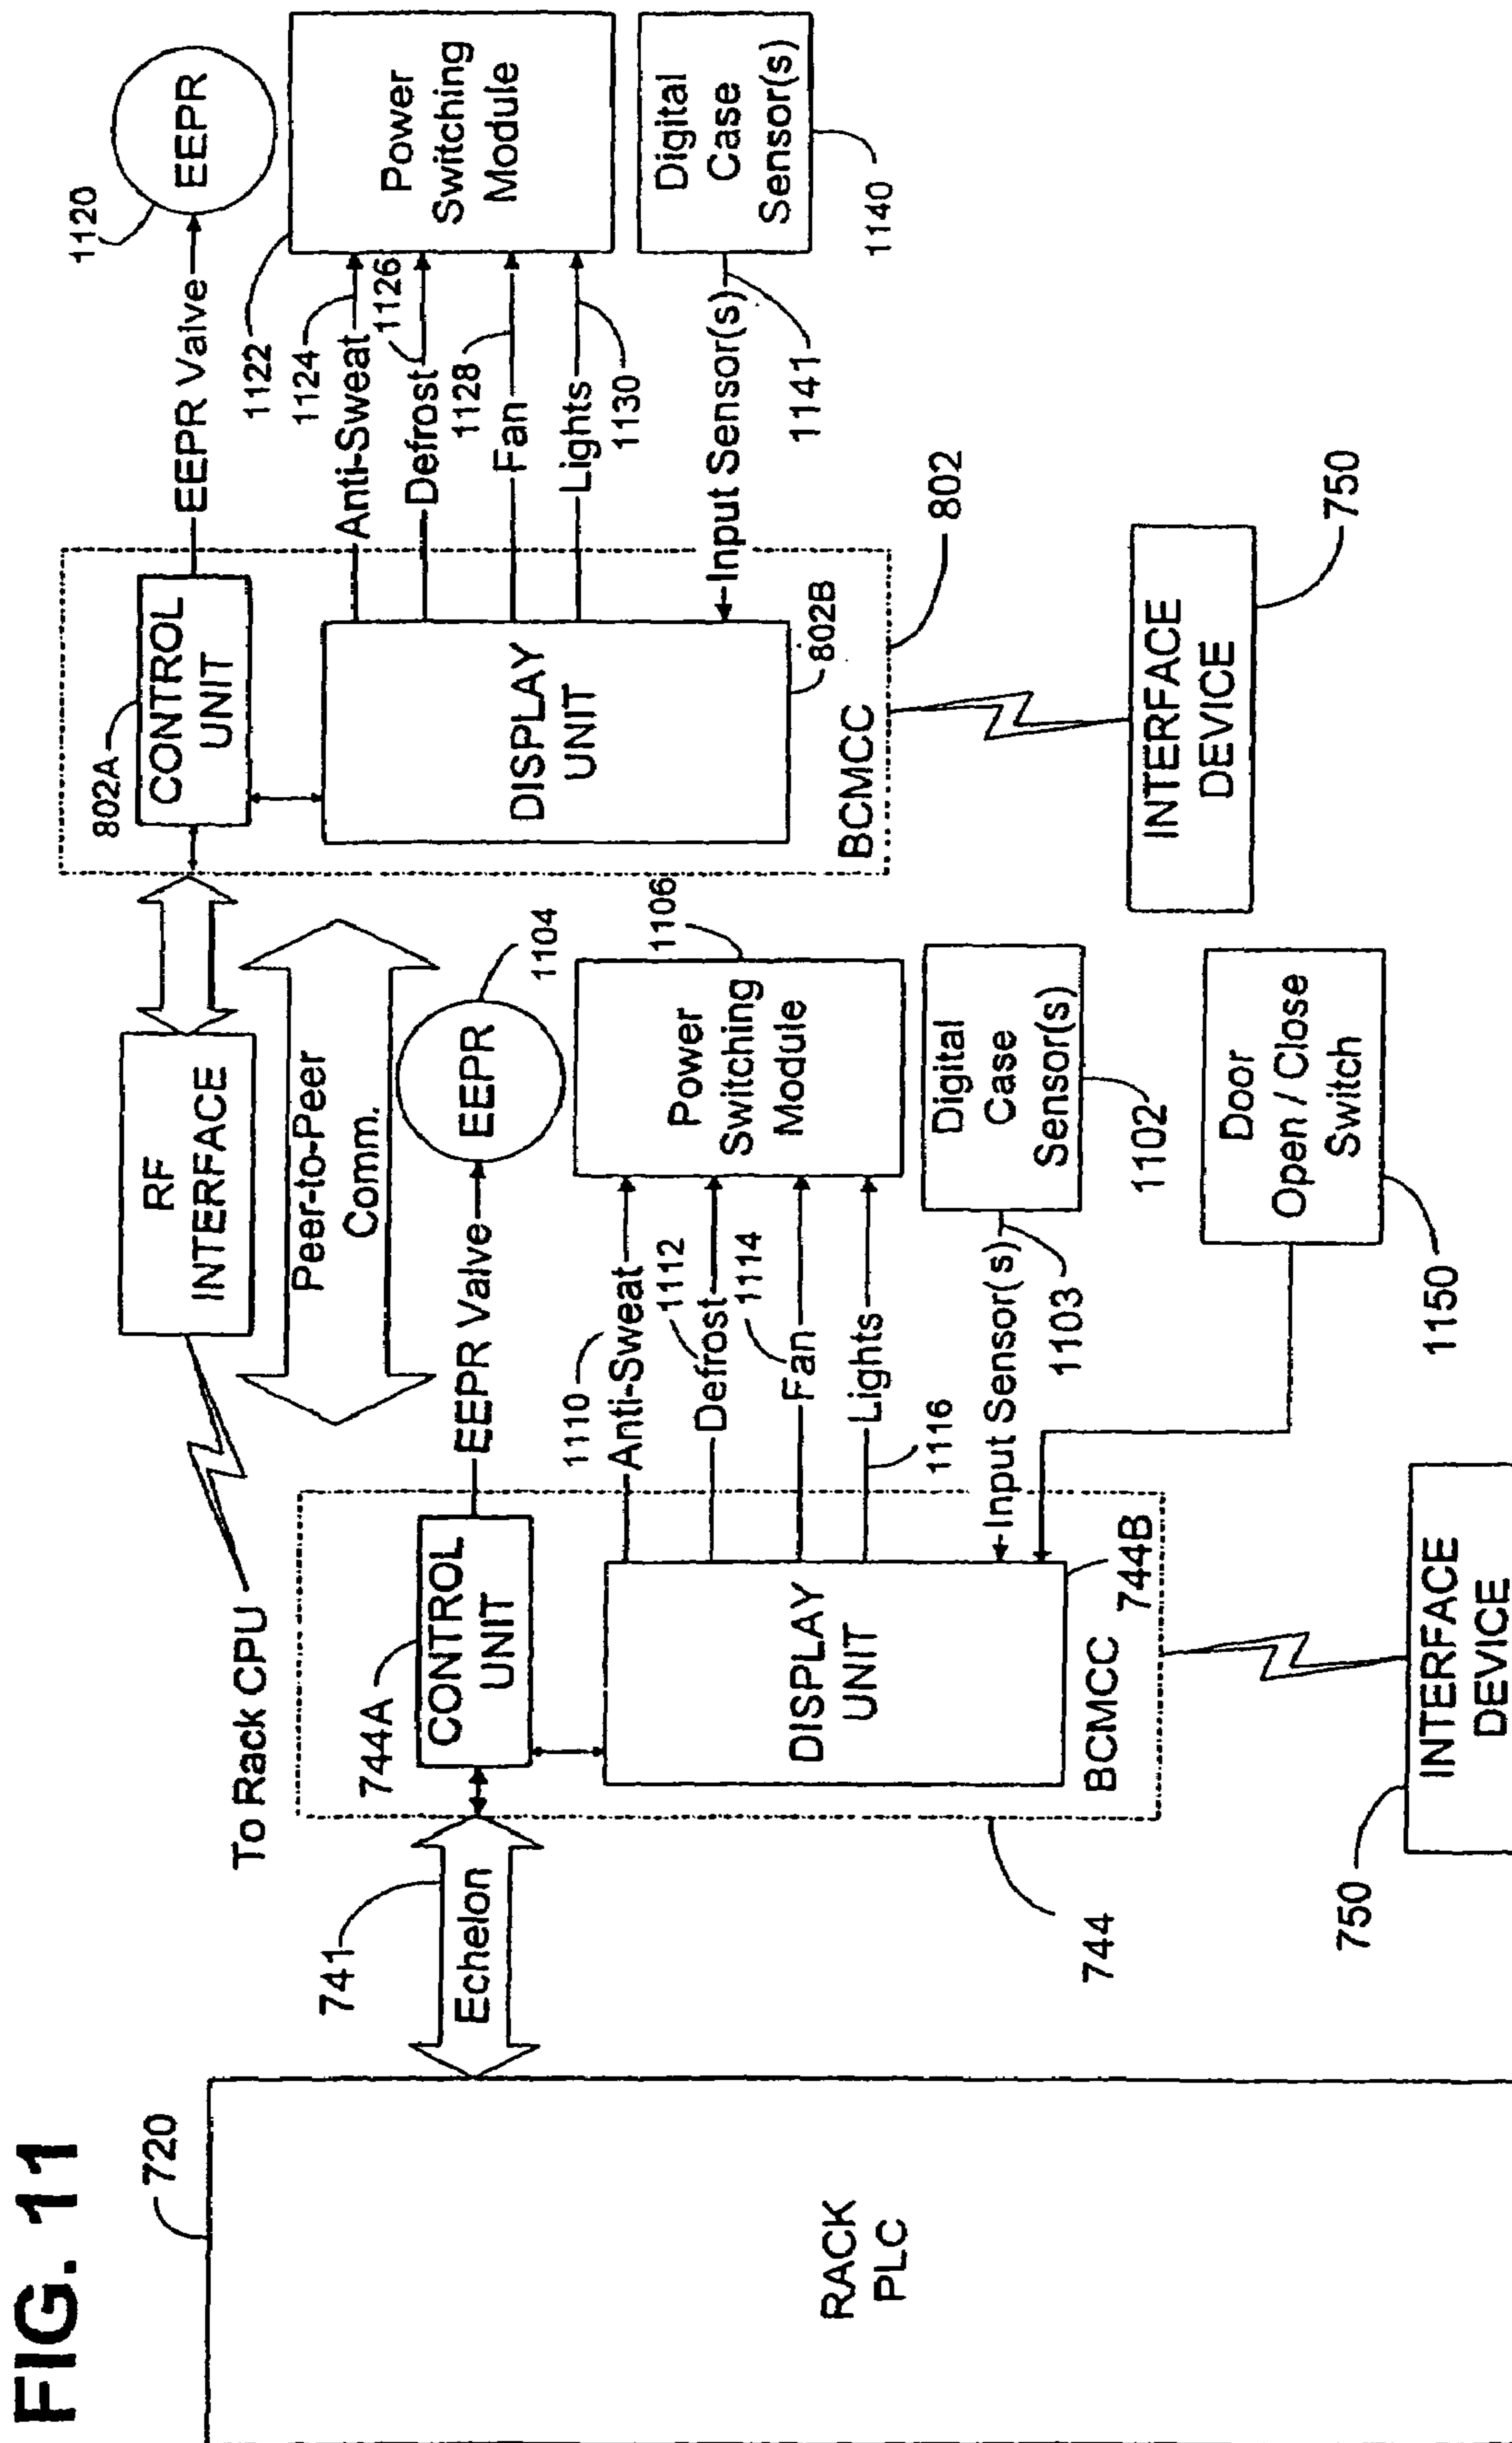 FIG. 11
720
RACK
PLC
741
Echelon
To Rack CPU
RF
INTERFACE
Peer-to-Peer
Comm.
744A
CONTROL
UNIT
EEPR Valve
EEPR
1104
DISPLAY
UNIT
744B
BCMCC
744
1110
Anti-Sweat
1112
Defrost
1114
Fan
1116
Lights
Power
Switching
Module
1106
Input Sensor(s)
1103
Digital
Case
Sensor(s)
1102
Door
Open / Close
Switch
1150
750
INTERFACE
DEVICE
802A
CONTROL
UNIT
EEPR Valve
EEPR
1120
DISPLAY
UNIT
802B
BCMCC
802
1122
1124
Anti-Sweat
1126
Defrost
1128
Fan
1130
Lights
Power
Switching
Module
Input Sensor(s)
1141
Digital
Case
Sensor(s)
1140
INTERFACE
DEVICE
750